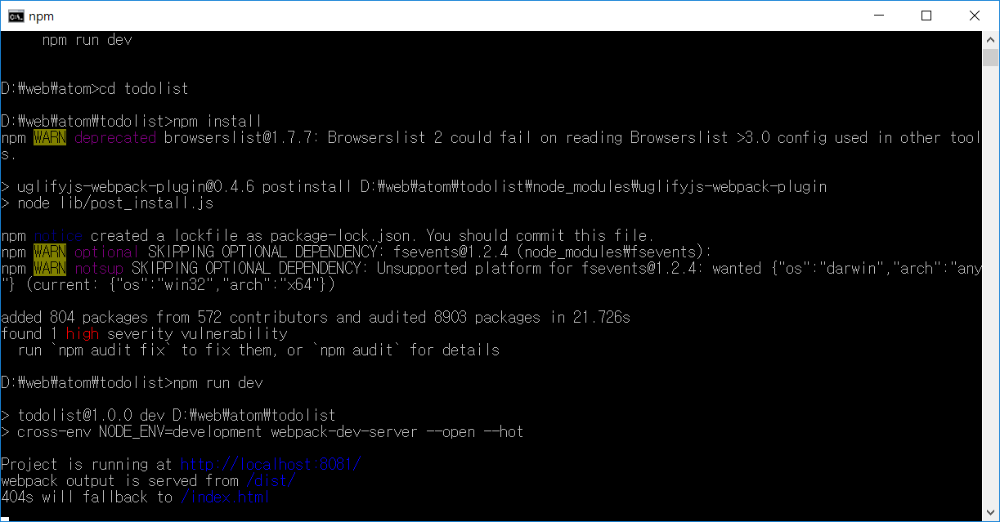 npm
npm run dev
D:₩web₩atom>cd todolist
D:₩web₩atom₩todolist>npm install
npm WARN deprecated browserslist@1.7.7: Browserslist 2 could fail on reading Browserslist >3.0 config used in other tool
s.
> uglifyjs-webpack-plugin@0.4.6 postinstall D:₩web₩atom₩todolist₩node_modules₩uglifyjs-webpack-plugin
> node lib/post_install.js
npm notice created a lockfile as package-lock.json. You should commit this file.
npm WARN optional SKIPPING OPTIONAL DEPENDENCY: fsevents@1.2.4 (node_modules₩fsevents):
npm WARN notsup SKIPPING OPTIONAL DEPENDENCY: Unsupported platform for fsevents@1.2.4: wanted {"os":"darwin","arch":"any
"} (current: {"os":"win32","arch":"x64"})
added 804 packages from 572 contributors and audited 8903 packages in 21.726s
found 1 high severity vulnerability
run `npm audit fix` to fix them, or `npm audit` for details
D:₩web₩atom₩todolist>npm run dev
> todolist@1.0.0 dev D:₩web₩atom₩todolist
> cross-env NODE_ENV=development webpack-dev-server --open --hot
Project is running at http://localhost:8081/
webpack output is served from /dist/
404s will fallback to /index.html